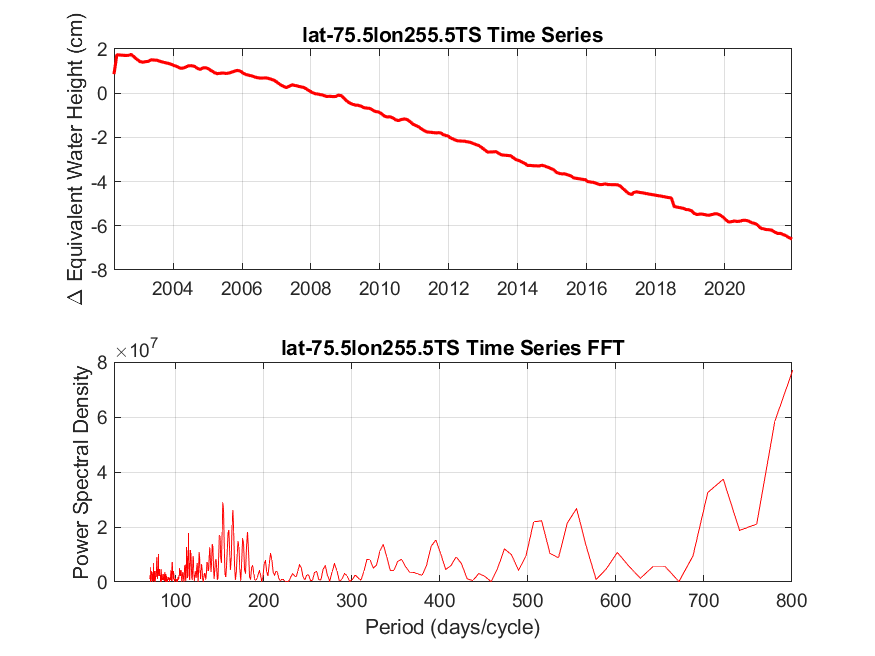 lat-75.5lon255.5TS Time Series
Δ Equivalent Water Height (cm)
2
0
-2
-4
-6
-8
2004 2006 2008 2010 2012 2014 2016 2018 2020
lat-75.5lon255.5TS Time Series FFT
×10⁷
Power Spectral Density
8
6
4
2
0
100 200 300 400 500 600 700 800
Period (days/cycle)